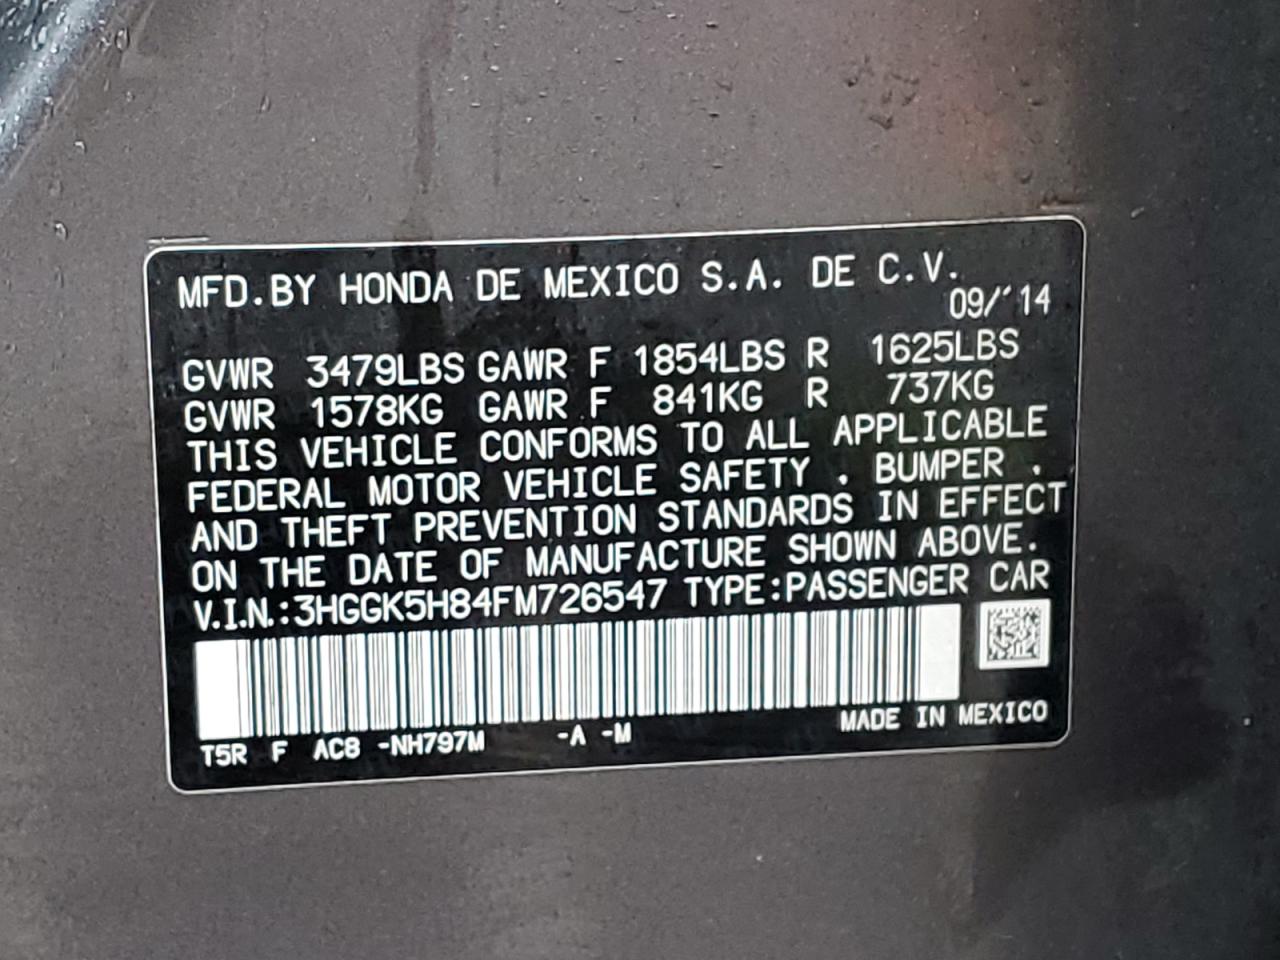 MFD.BY HONDA DE MEXICO S.A. DE C.V.
09/'14
GVWR 3479LBS GAWR F 1854LBS R 1625LBS
GVWR 1578KG GAWR F 841KG R 737KG
THIS VEHICLE CONFORMS TO ALL APPLICABLE
FEDERAL MOTOR VEHICLE SAFETY , BUMPER ,
AND THEFT PREVENTION STANDARDS IN EFFECT
ON THE DATE OF MANUFACTURE SHOWN ABOVE.
V.I.N.:3HGGK5H84FM726547 TYPE:PASSENGER CAR
T5R F AC8 -NH797M -A -M MADE IN MEXICO